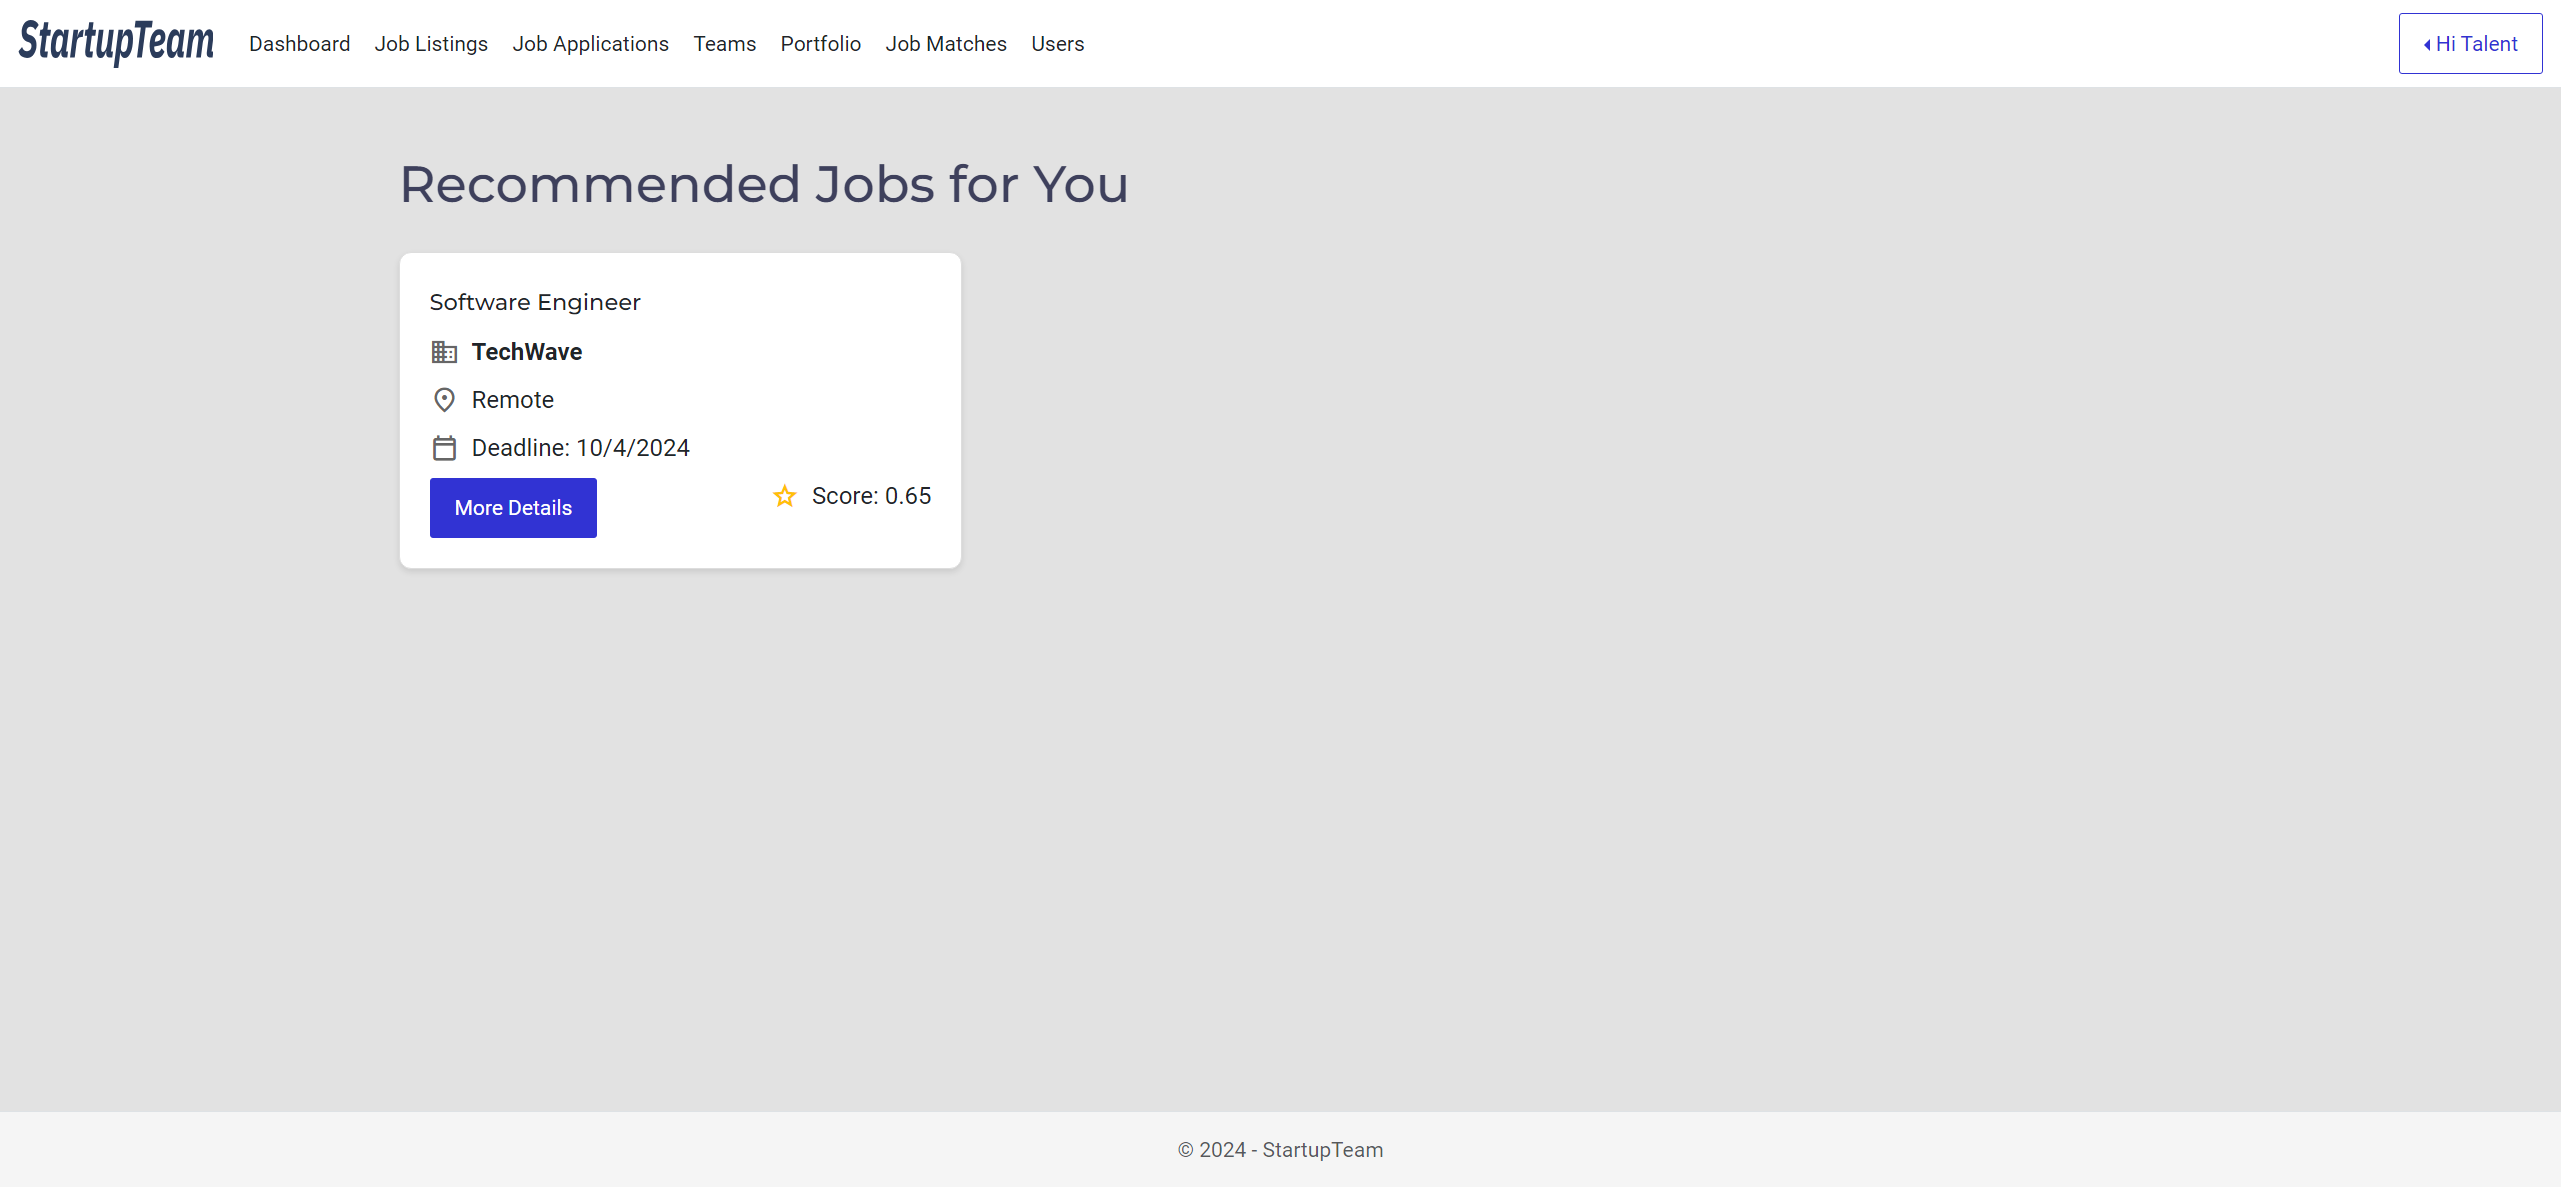 StartupTeam Dashboard Job Listings Job Applications Teams Portfolio Job Matches Users Hi Talent
Recommended Jobs for You
Software Engineer
TechWave
Remote
Deadline: 10/4/2024
More Details Score: 0.65
© 2024 - StartupTeam